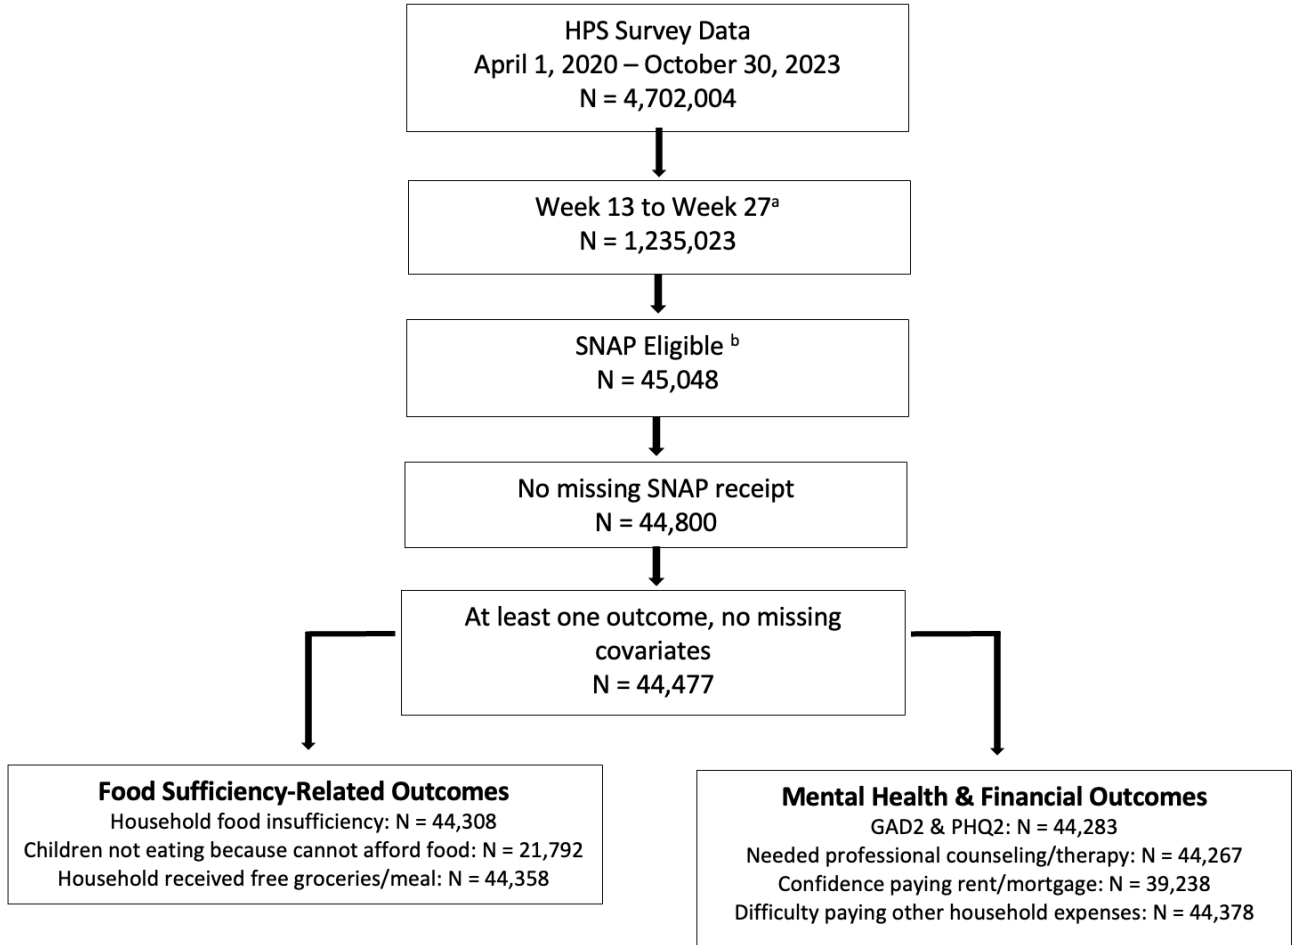 HPS Survey Data
April 1, 2020 – October 30, 2023
N = 4,702,004
Week 13 to Week 27ᵃ
N = 1,235,023
SNAP Eligible ᵇ
N = 45,048
No missing SNAP receipt
N = 44,800
At least one outcome, no missing
covariates
N = 44,477
Food Sufficiency-Related Outcomes
Household food insufficiency: N = 44,308
Children not eating because cannot afford food: N = 21,792
Household received free groceries/meal: N = 44,358
Mental Health & Financial Outcomes
GAD2 & PHQ2: N = 44,283
Needed professional counseling/therapy: N = 44,267
Confidence paying rent/mortgage: N = 39,238
Difficulty paying other household expenses: N = 44,378